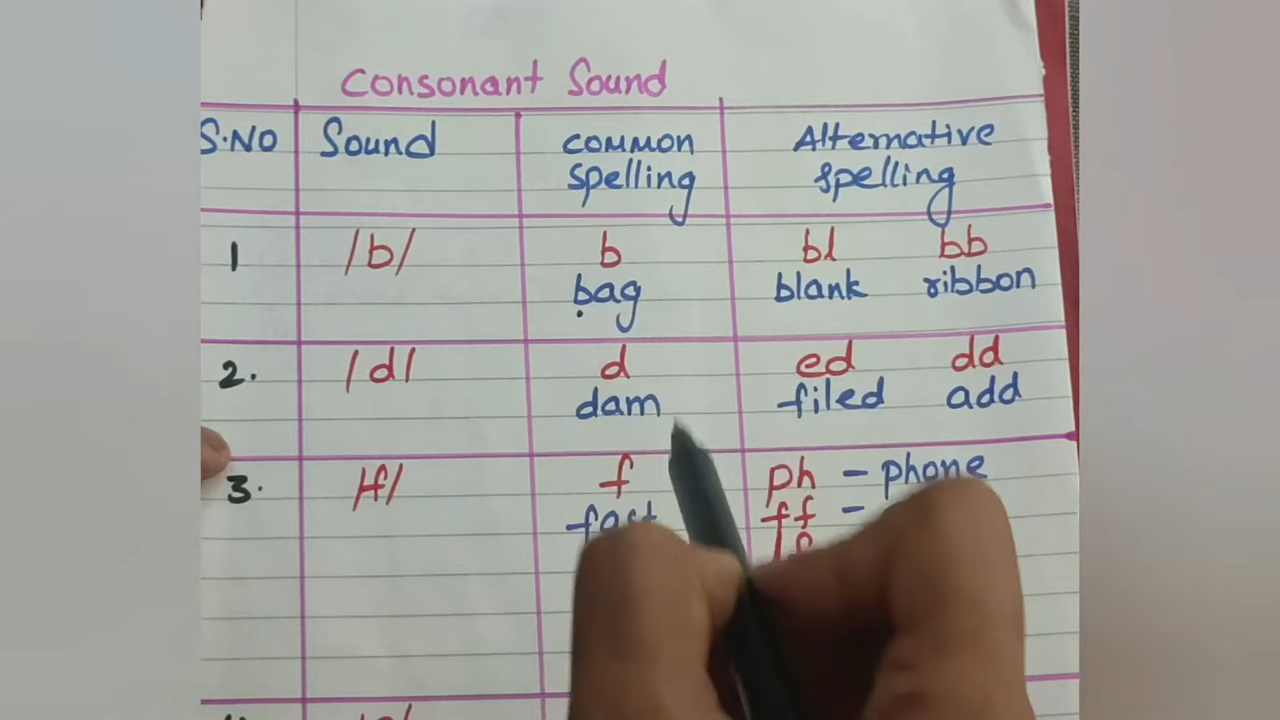 Consonant Sound
S.NO Sound COMMON spelling Alternative spelling
1 /b/ b bl bb
bag blank ribbon
2. /d/ d ed dd
dam filed add
3. /f/ f ph - phone
fast ff -